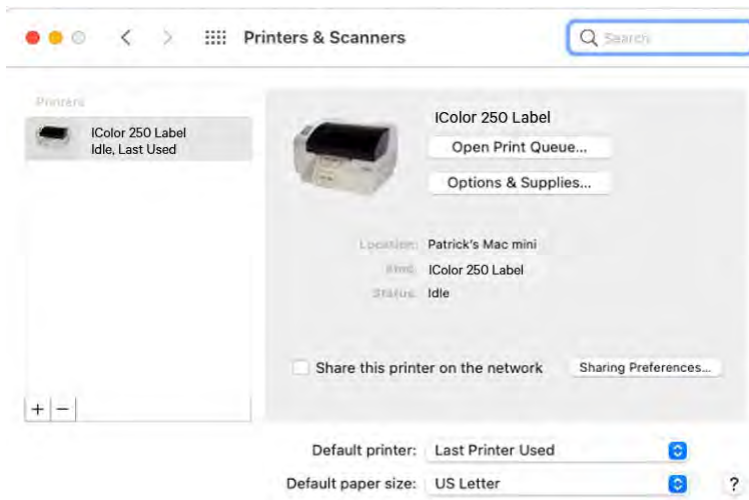 Printers & Scanners
Search
Printers
IColor 250 Label
Idle, Last Used
IColor 250 Label
Open Print Queue...
Options & Supplies...
Location: Patrick's Mac mini
Kind: IColor 250 Label
Status: Idle
Share this printer on the network
Sharing Preferences...
+ −
Default printer: Last Printer Used
Default paper size: US Letter
?